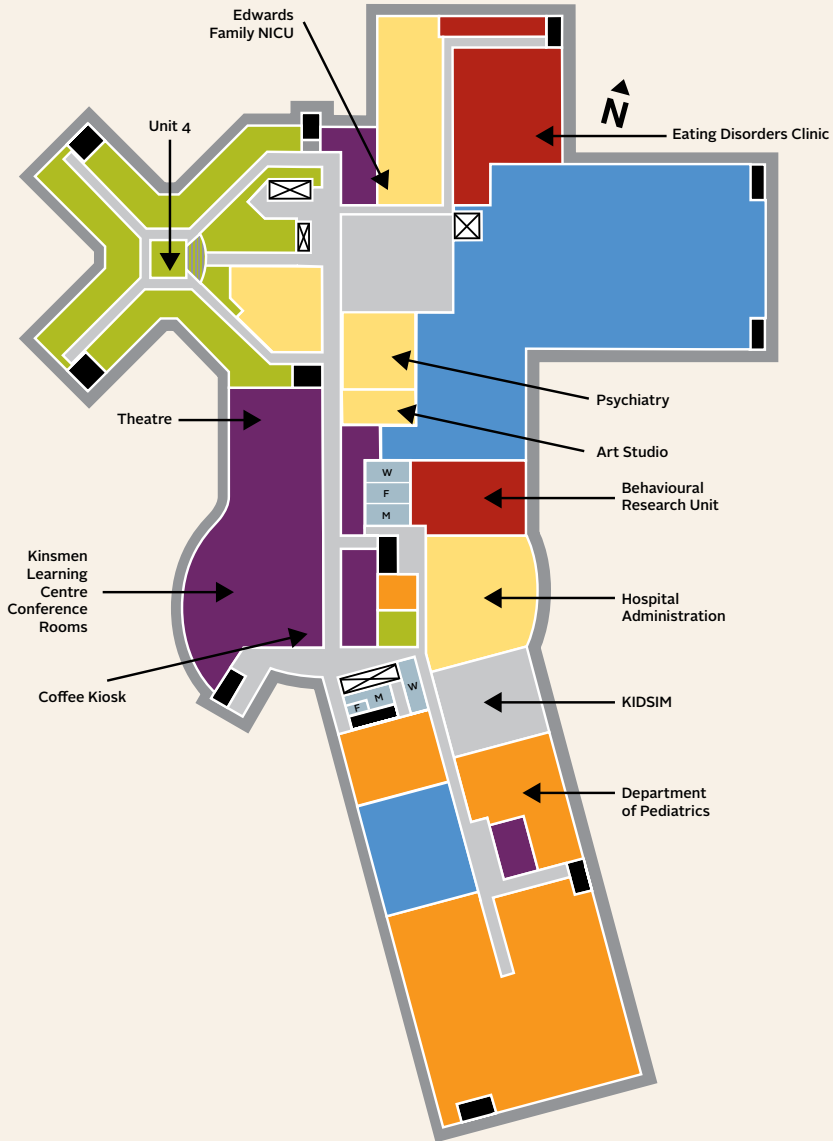 Edwards
Family NICU
N
Unit 4
Eating Disorders Clinic
Psychiatry
Theatre
Art Studio
W
F
M
Behavioural
Research Unit
Kinsmen
Learning
Centre
Conference
Rooms
Hospital
Administration
Coffee Kiosk
W
M
F
KIDSIM
Department
of Pediatrics